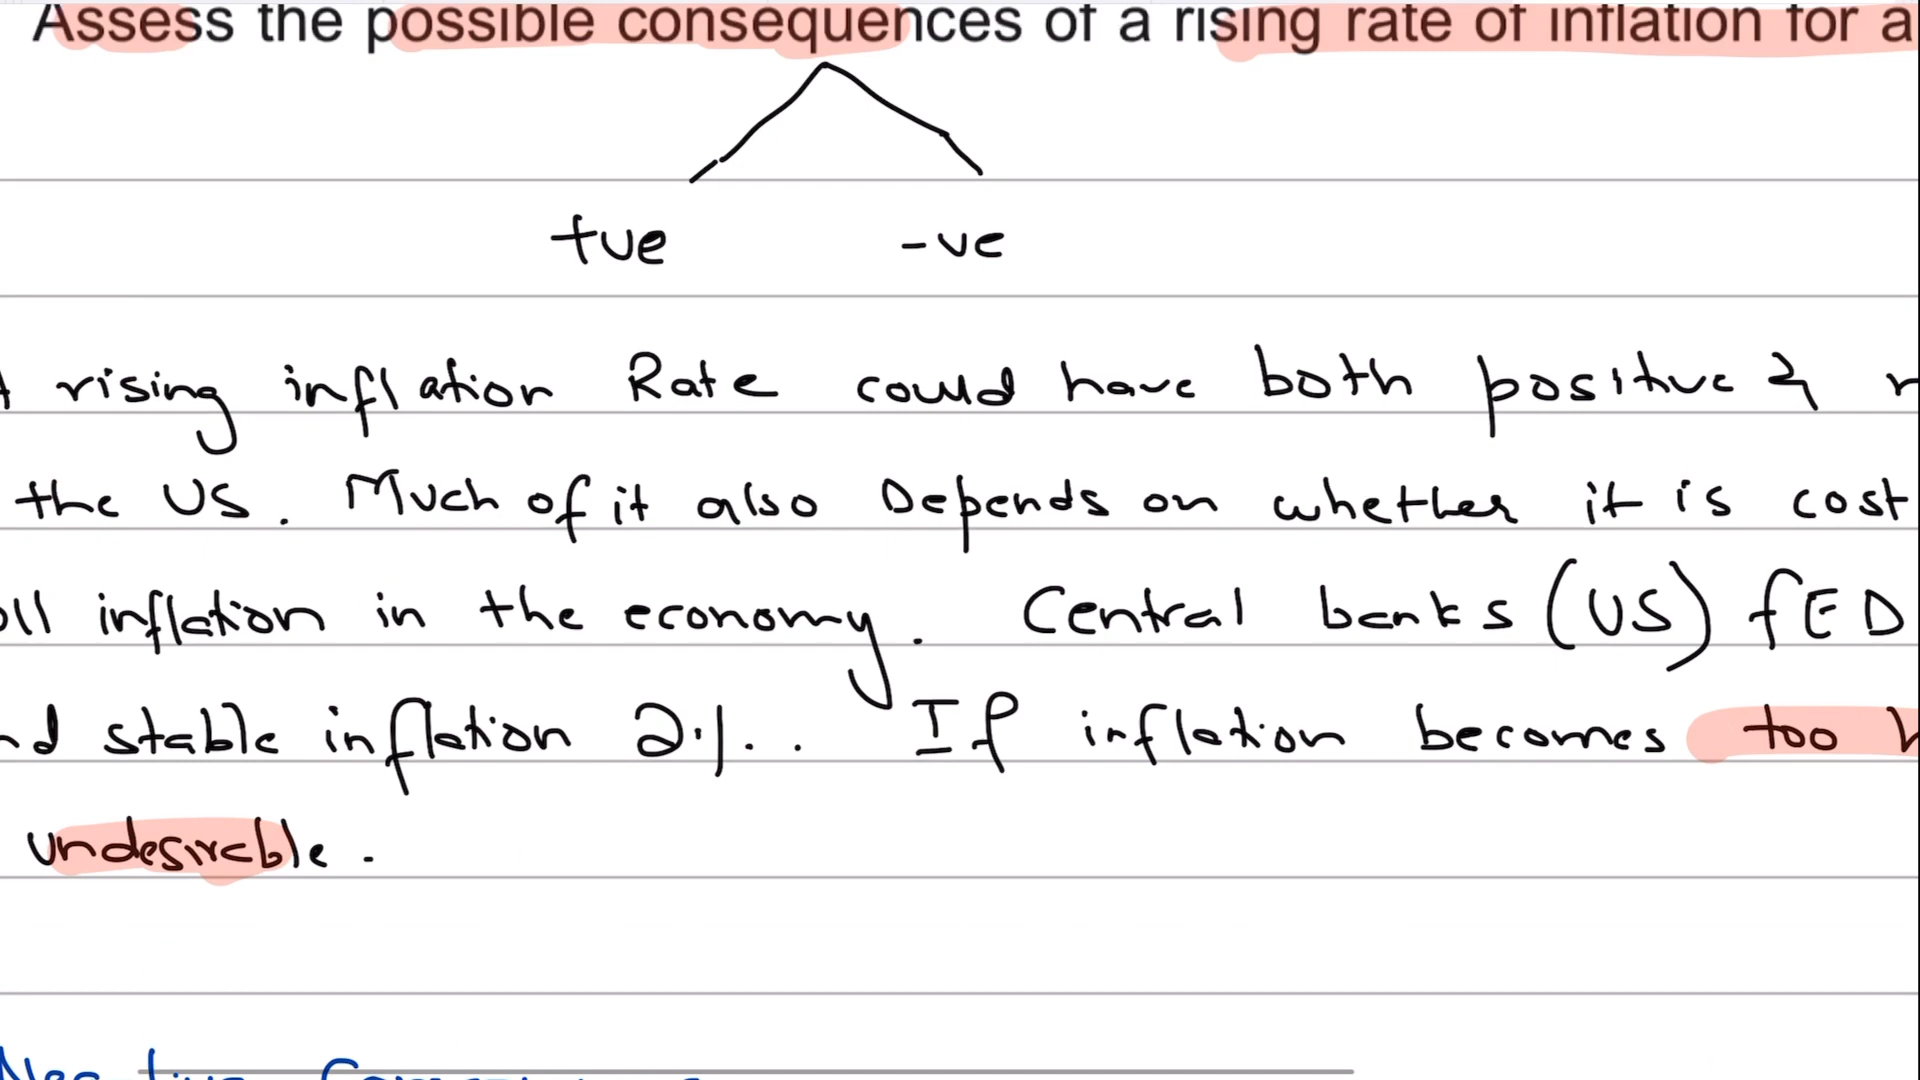 Assess the possible consequences of a rising rate of inflation for a
+ve -ve
rising inflation Rate could have both positive &
the US. Much of it also Depends on whether it is cost
inflation in the economy. Central banks (US) fED
stable inflation 2%. . If inflation becomes too
undesirable.